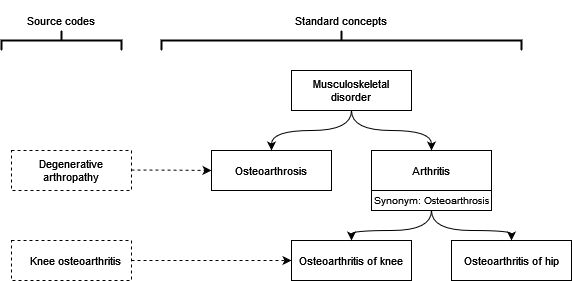 Source codes
Standard concepts
Musculoskeletal
disorder
Degenerative
arthropathy
Osteoarthrosis
Arthritis
Synonym: Osteoarthrosis
Knee osteoarthritis
Osteoarthritis of knee
Osteoarthritis of hip